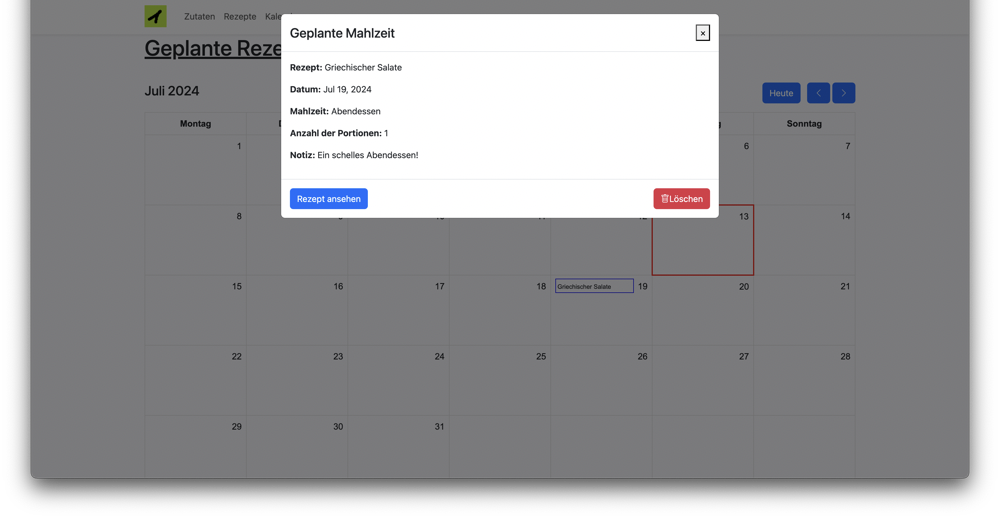 Zutaten Rezepte
Geplante Mahlzeit
×
Rezept: Griechischer Salate
Datum: Jul 19, 2024
Mahlzeit: Abendessen
Anzahl der Portionen: 1
Notiz: Ein schelles Abendessen!
Rezept ansehen
Löschen
Geplante
Juli 2024
Heute
Montag Sonntag
1 6 7
8 12 13 14
15 16 17 18 Griechischer Salate 19 20 21
22 23 24 25 26 27 28
29 30 31